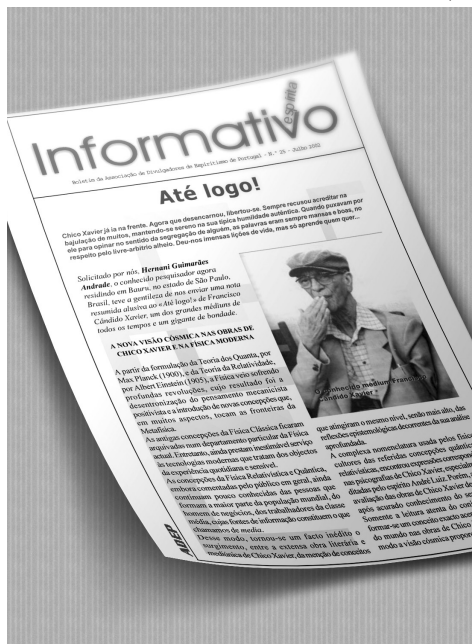 Informativo
espírita
Boletim da Associação de Divulgadores de Espiritismo de Portugal - N.º 25 - Julho 2002
Até logo!
Chico Xavier já ia na frente. Agora que desencarnou, libertou-se. Sempre recusou acreditar na
bajulação de muitos, mantendo-se sereno na sua típica humildade autêntica. Quando puxavam por
ele para opinar no sentido da segregação de alguém, as palavras eram sempre mansas e boas, no
respeito pelo livre-arbítrio alheio. Deu-nos imensas lições de vida, mas só aprende quem quer...
Solicitado por nós, Hernani Guimarães
Andrade, o conhecido pesquisador agora
residindo em Bauru, no estado de São Paulo,
Brasil, teve a gentileza de nos enviar uma nota
resumida alusiva ao «Até logo!» de Francisco
Cândido Xavier, um dos grandes médiuns de
todos os tempos e um gigante de bondade.
A NOVA VISÃO CÓSMICA NAS OBRAS DE
CHICO XAVIER E NA FÍSICA MODERNA
A partir da formulação da Teoria dos Quanta, por
Max Planck (1900), e da Teoria da Relatividade,
por Albert Einstein (1905), a Física veio sofrendo
profundas revoluções, cujo resultado foi a
desentronização do pensamento mecanicista
positivista e a introdução de novas concepções que,
em muitos aspectos, tocam as fronteiras da
Metafísica.
As antigas concepções da Física Clássica ficaram
arquivadas num departamento particular da Física
actual. Entretanto, ainda prestam inestimável serviço
às tecnologias modernas que tratam dos objectos
da experiência quotidiana e sensível.
As concepções da Física Relativística e Quântica,
embora comentadas pelo público em geral, ainda
continuam pouco conhecidas das pessoas que
formam a maior parte da população mundial, do
homem de negócios, dos trabalhadores da classe
média, cujas fontes de informação constituem o que
chamamos de media.
Desse modo, tornou-se um facto inédito o
surgimento, entre a extensa obra literária e
mediúnica de Chico Xavier, da menção de conceitos
O conhecido médium Francisco
Cândido Xavier
que atingiram o mesmo nível, senão mais alto, das
reflexões epistemológicas decorrentes da sua análise
aprofundada.
A complexa nomenclatura usada pelos físic
cultores das referidas concepções quântic
relativísticas, encontrou expressões correspond
nas psicografias de Chico Xavier, especia
ditadas pelo espírito André Luiz. Porém, o
avaliação das obras de Chico Xavier de
após acurado conhecimento do s
Somente a leitura atenta do con
formar-se um conceito exacto acer
do mundo nas obras de Chico
modo a visão cósmica propor
ADEP